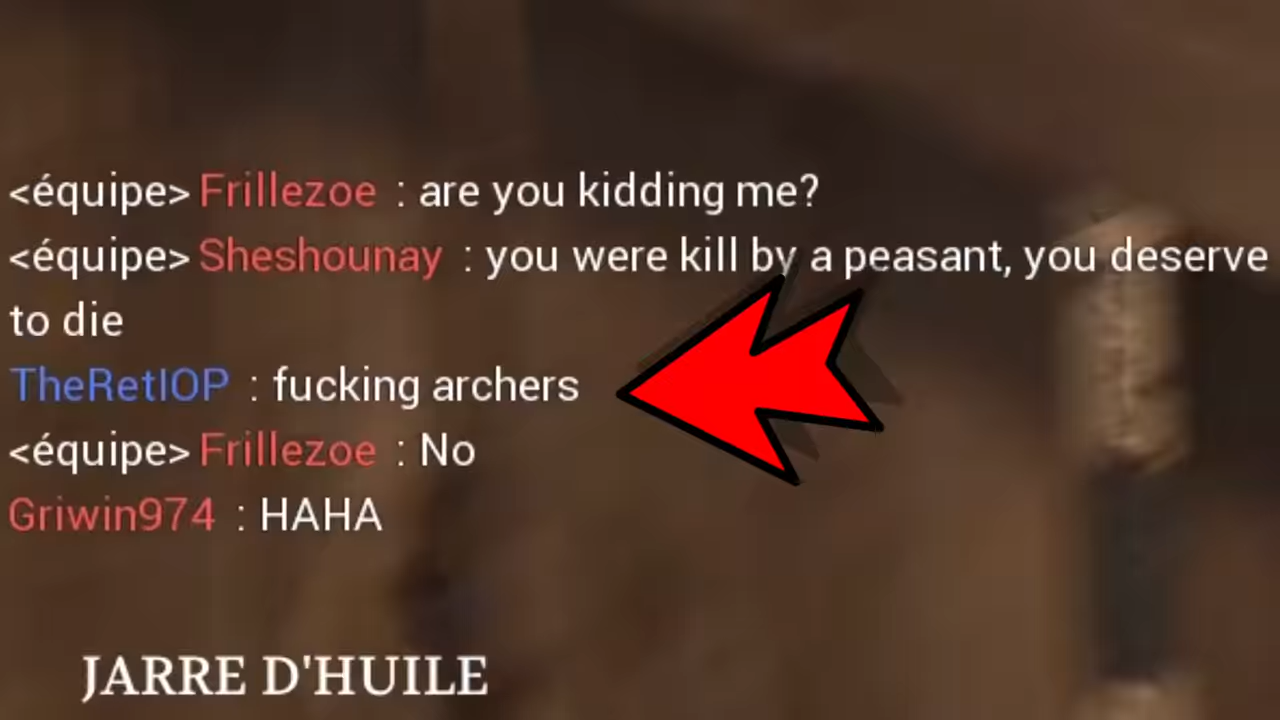 <équipe> Frillezoe : are you kidding me?
<équipe> Sheshounay : you were kill by a peasant, you deserve
to die
TheRetIOP : fucking archers
<équipe> Frillezoe : No
Griwin974 : HAHA
JARRE D'HUILE